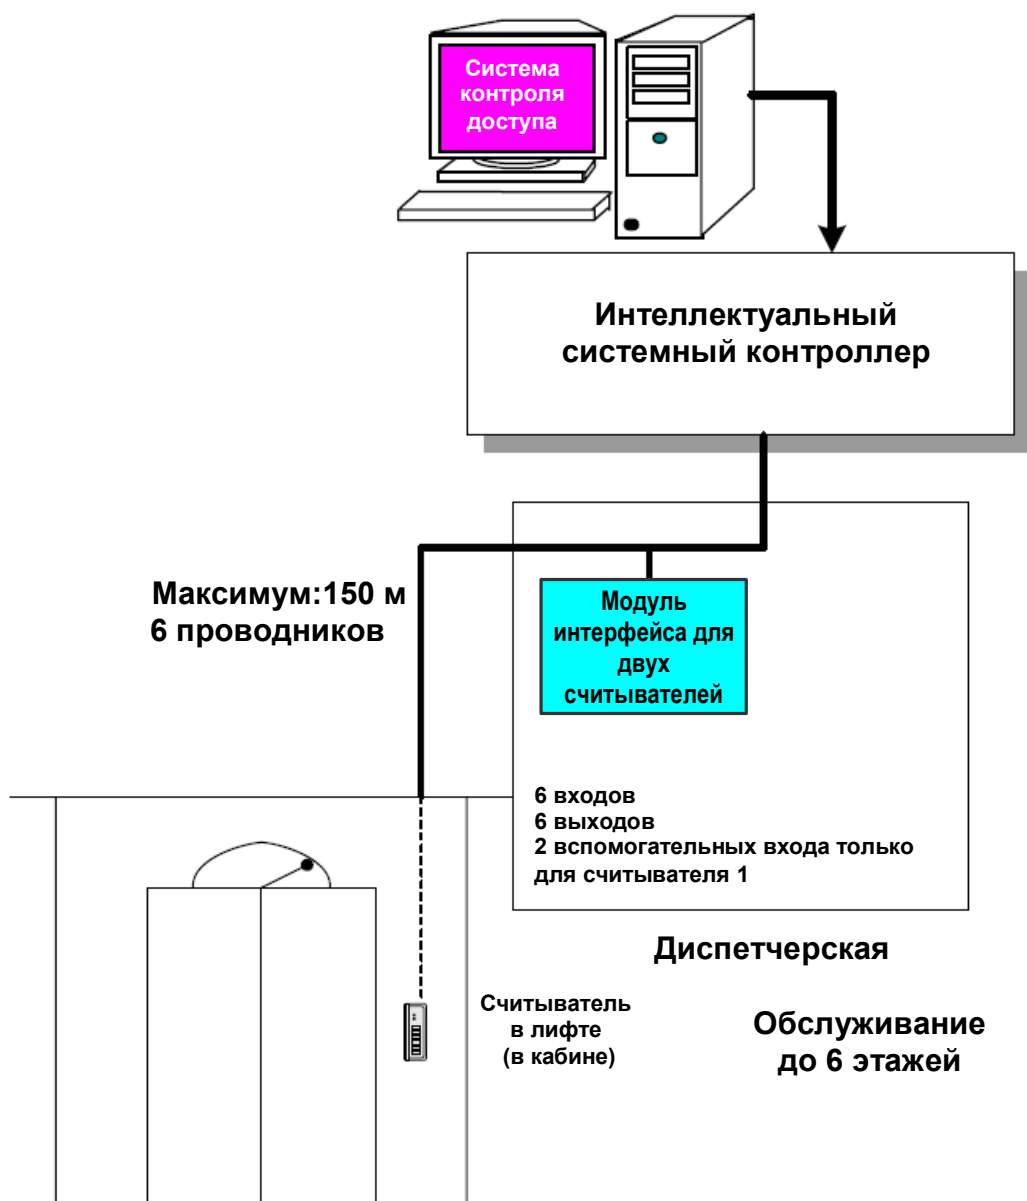 Система
контроля
доступа
Интеллектуальный
системный контроллер
Максимум:150 м
6 проводников
Модуль
интерфейса для
двух
считывателей
6 входов
6 выходов
2 вспомогательных входа только
для считывателя 1
Диспетчерская
Считыватель
в лифте
(в кабине)
Обслуживание
до 6 этажей